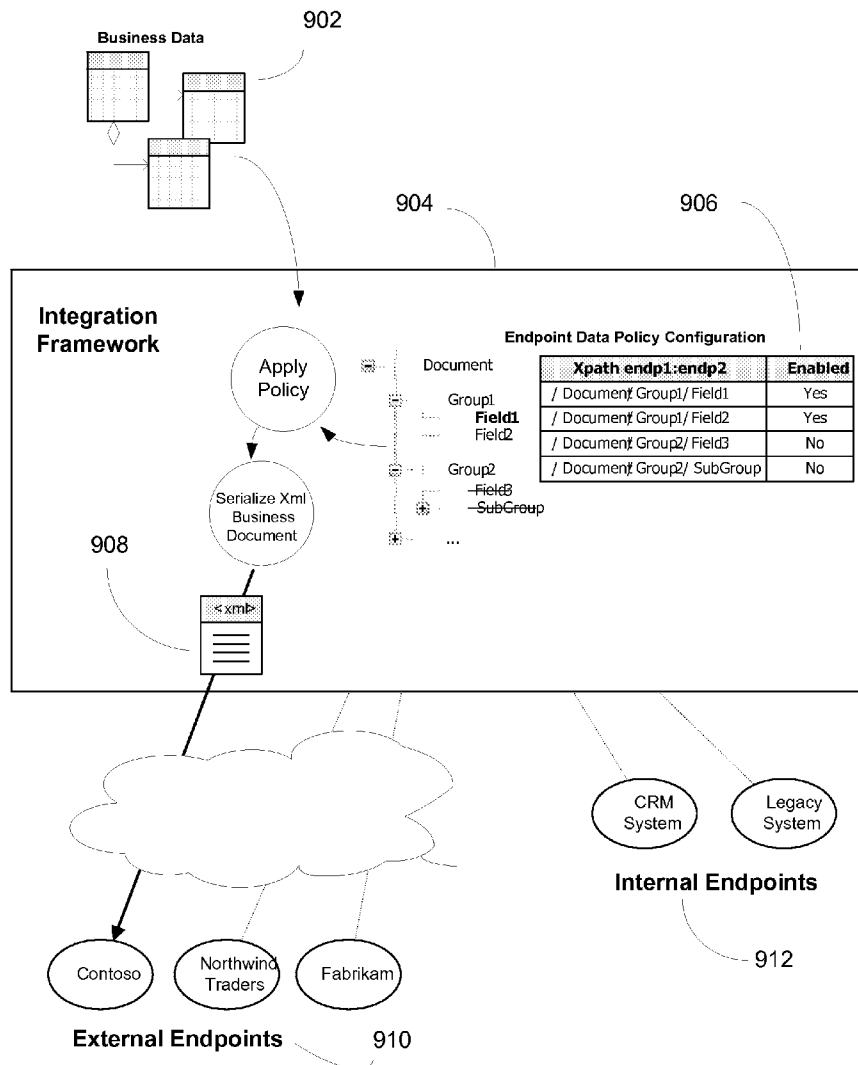 902
Business Data
904
906
Integration
Framework
Endpoint Data Policy Configuration
Apply
Policy
Document
Group1
Field1
Field2
Group2
Field3
SubGroup
...
Xpath endp1:endp2 Enabled
/ Document/ Group1/ Field1 Yes
/ Document/ Group1/ Field2 Yes
/ Document/ Group2/ Field3 No
/ Document/ Group2/ SubGroup No
Serialize Xml
Business
Document
908
<xml>
CRM
System
Legacy
System
Internal Endpoints
912
Contoso
Northwind
Traders
Fabrikam
External Endpoints
910